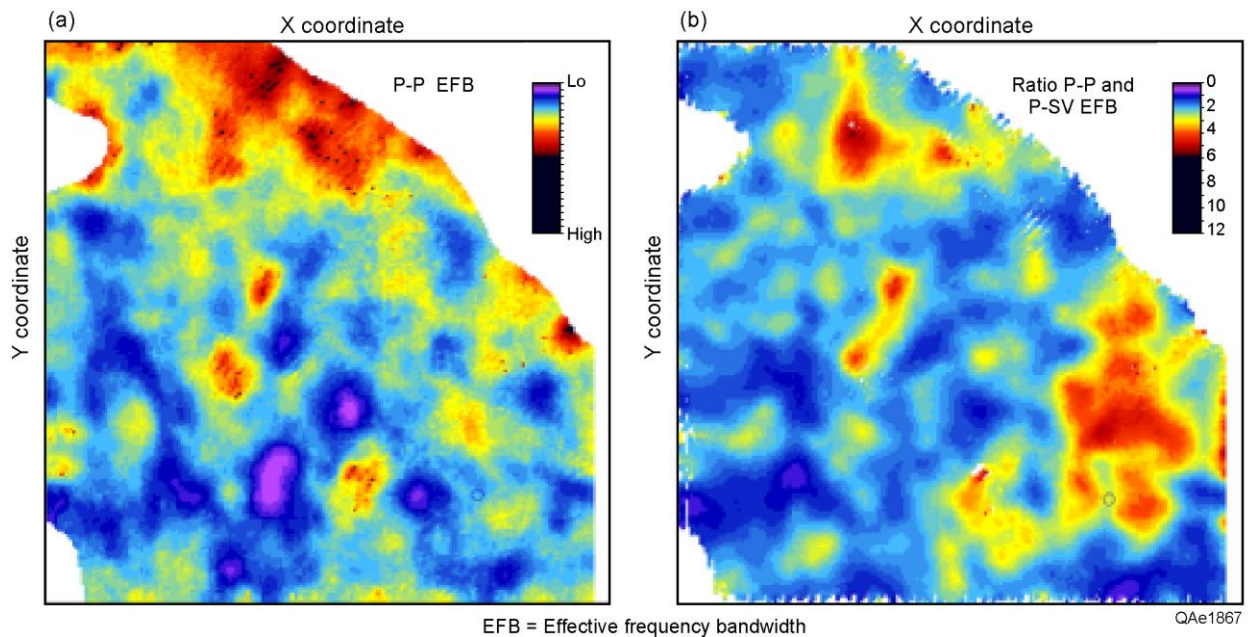 (a)
X coordinate
(b)
X coordinate
P-P EFB
Lo
High
Ratio P-P and
P-SV EFB
0
2
4
6
8
10
12
Y coordinate
Y coordinate
EFB = Effective frequency bandwidth
QAe1867